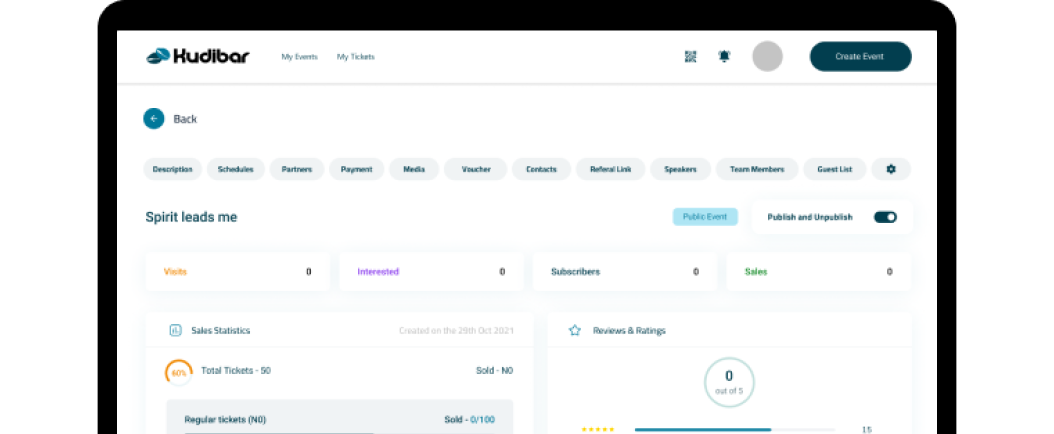 Kudibar My Events My Tickets Create Event
Back
Description Schedules Partners Payment Media Voucher Contacts Referal Link Speakers Team Members Guest List
Spirit leads me Public Event Publish and Unpublish
Visits 0 Interested 0 Subscribers 0 Sales 0
Sales Statistics Created on the 29th Oct 2021 Reviews & Ratings
60% Total Tickets - 50 Sold - N0 0
out of 5
Regular tickets (N0) Sold - 0/100
15